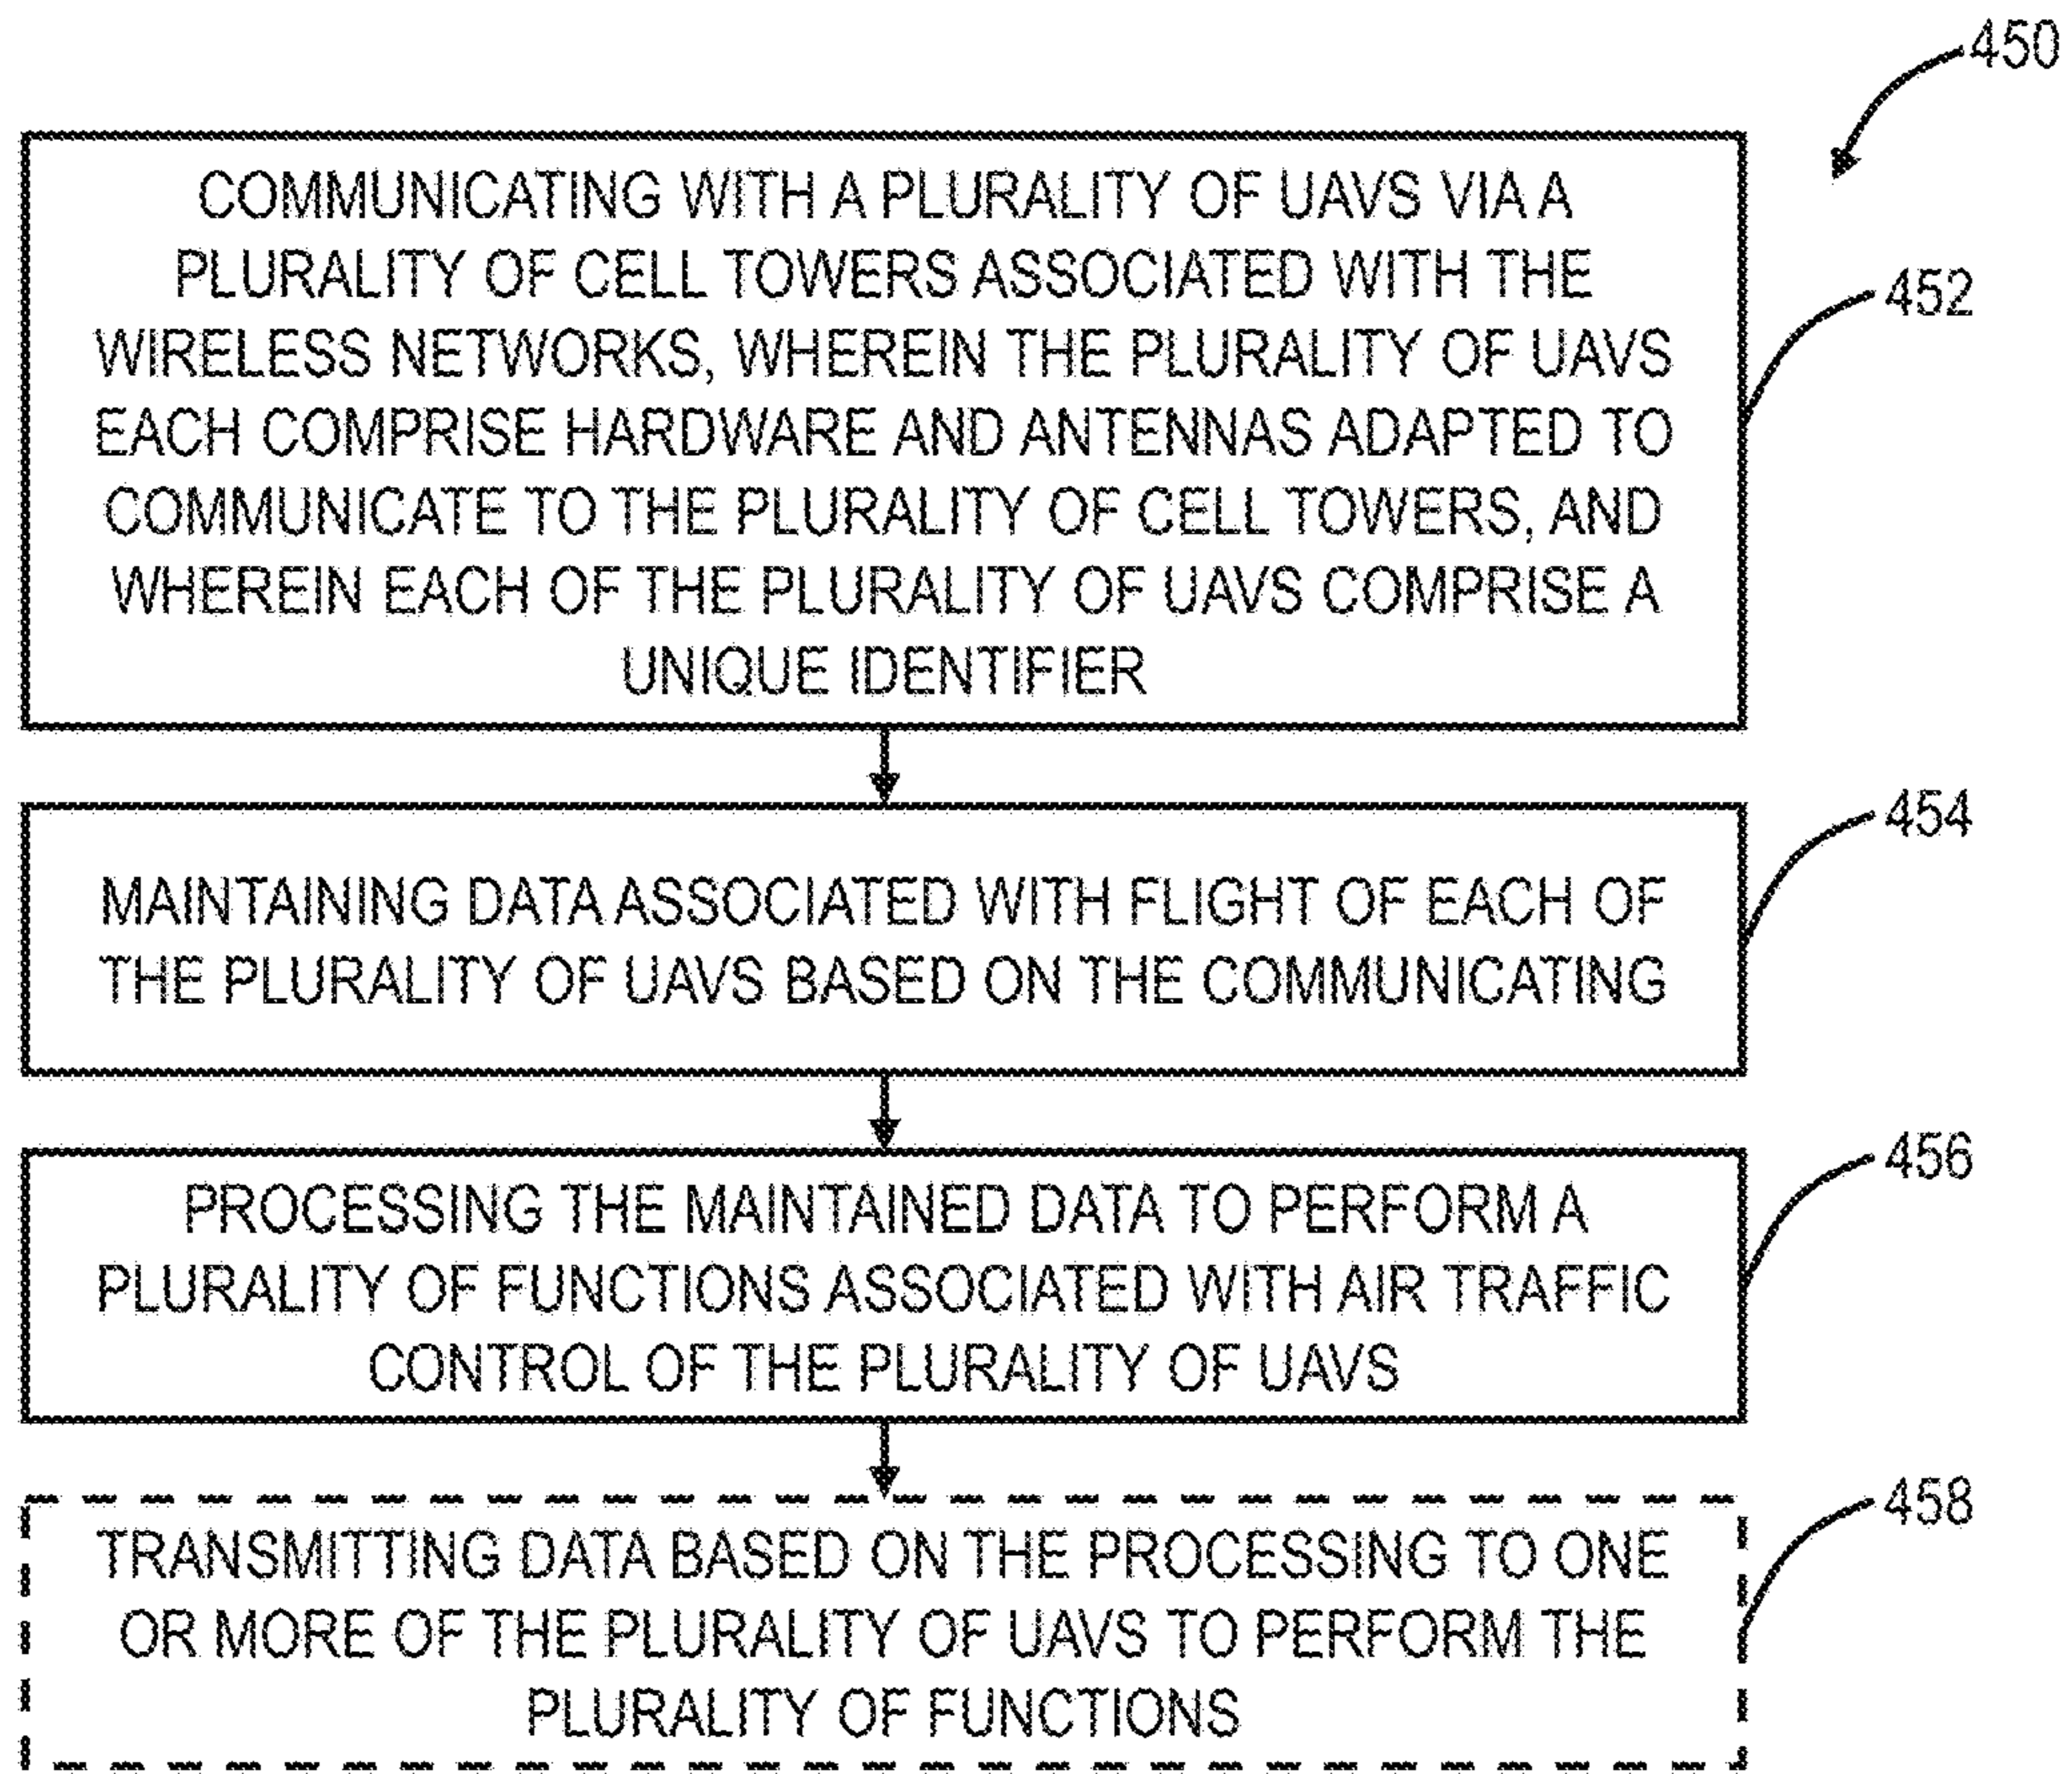 450
COMMUNICATING WITH A PLURALITY OF UAVS VIA A
PLURALITY OF CELL TOWERS ASSOCIATED WITH THE
WIRELESS NETWORKS, WHEREIN THE PLURALITY OF UAVS
EACH COMPRISE HARDWARE AND ANTENNAS ADAPTED TO
COMMUNICATE TO THE PLURALITY OF CELL TOWERS, AND
WHEREIN EACH OF THE PLURALITY OF UAVS COMPRISE A
UNIQUE IDENTIFIER
452
MAINTAINING DATA ASSOCIATED WITH FLIGHT OF EACH OF
THE PLURALITY OF UAVS BASED ON THE COMMUNICATING
454
PROCESSING THE MAINTAINED DATA TO PERFORM A
PLURALITY OF FUNCTIONS ASSOCIATED WITH AIR TRAFFIC
CONTROL OF THE PLURALITY OF UAVS
456
TRANSMITTING DATA BASED ON THE PROCESSING TO ONE
OR MORE OF THE PLURALITY OF UAVS TO PERFORM THE
PLURALITY OF FUNCTIONS
458